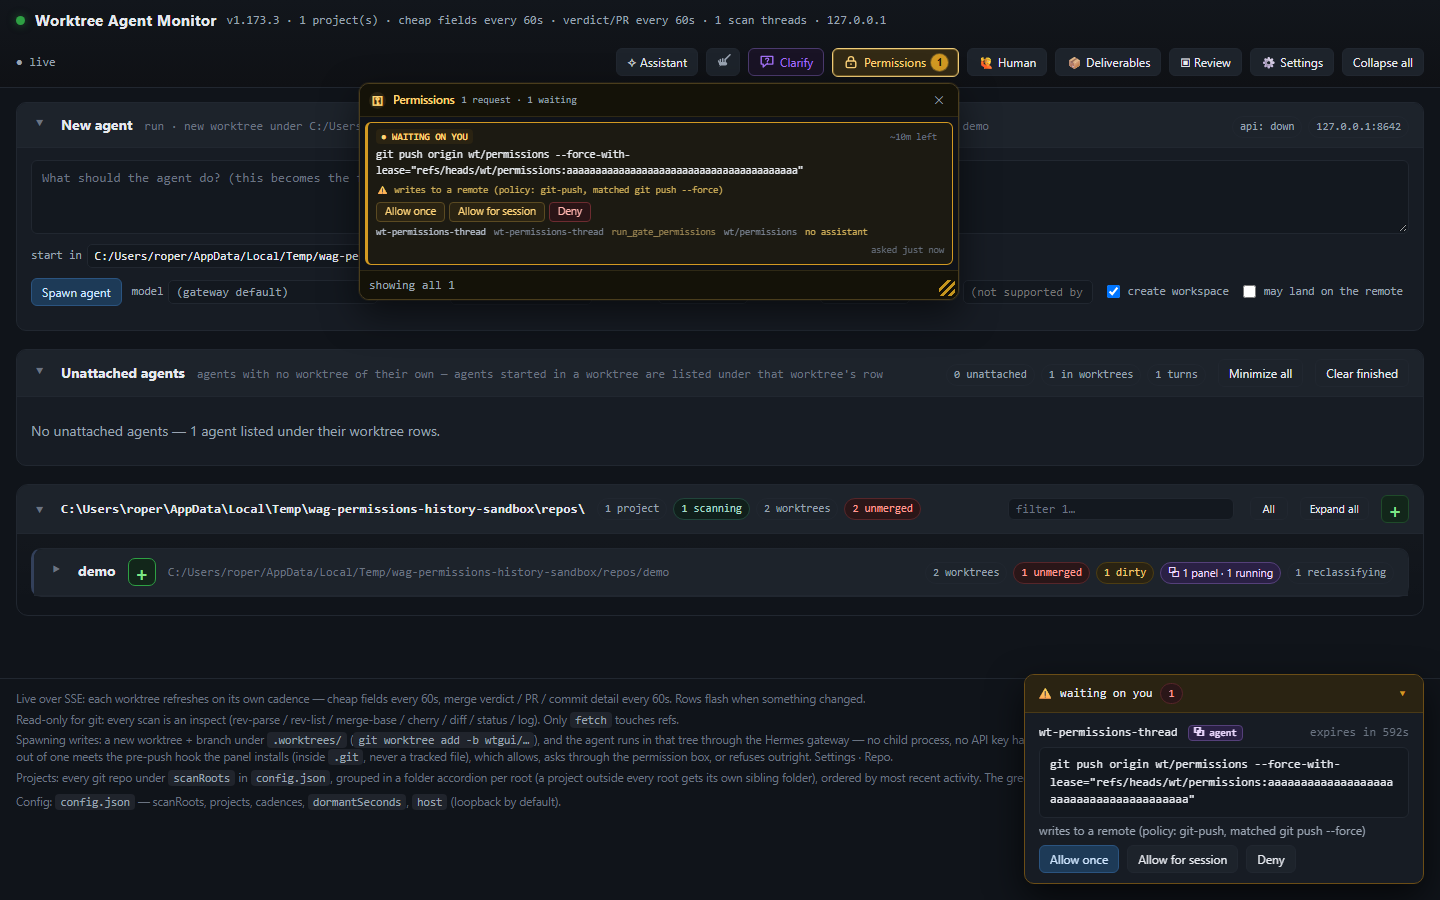 Worktree Agent Monitor v1.173.3 · 1 project(s) · cheap fields every 60s · verdict/PR every 60s · 1 scan threads · 127.0.0.1
live
Assistant
Clarify
Permissions 1
Human
Deliverables
Review
Settings
Collapse all
Permissions 1 request · 1 waiting
WAITING ON YOU ~10m left
git push origin wt/permissions --force-with-
lease="refs/heads/wt/permissions:aaaaaaaaaaaaaaaaaaaaaaaaaaaaaaaaaaaaaaaa"
writes to a remote (policy: git-push, matched git push --force)
Allow once Allow for session Deny
wt-permissions-thread wt-permissions-thread run_gate_permissions wt/permissions no assistant
asked just now
showing all 1
New agent run · new worktree under C:/Users demo api: down 127.0.0.1:8642
What should the agent do? (this becomes the
start in C:/Users/roper/AppData/Local/Temp/wag-pe
Spawn agent model (gateway default) (not supported by create workspace may land on the remote
Unattached agents agents with no worktree of their own — agents started in a worktree are listed under that worktree's row 0 unattached 1 in worktrees 1 turns Minimize all Clear finished
No unattached agents — 1 agent listed under their worktree rows.
C:\Users\roper\AppData\Local\Temp\wag-permissions-history-sandbox\repos\ 1 project 1 scanning 2 worktrees 2 unmerged filter 1… All Expand all +
demo + C:/Users/roper/AppData/Local/Temp/wag-permissions-history-sandbox/repos/demo 2 worktrees 1 unmerged 1 dirty 1 panel · 1 running 1 reclassifying
Live over SSE: each worktree refreshes on its own cadence — cheap fields every 60s, merge verdict / PR / commit detail every 60s. Rows flash when something changed.
Read-only for git: every scan is an inspect (rev-parse / rev-list / merge-base / cherry / diff / status / log). Only fetch touches refs.
Spawning writes: a new worktree + branch under .worktrees/ (git worktree add -b wtgui/…), and the agent runs in that tree through the Hermes gateway — no child process, no API key ha
out of one meets the pre-push hook the panel installs (inside .git, never a tracked file), which allows, asks through the permission box, or refuses outright. Settings · Repo.
Projects: every git repo under scanRoots in config.json, grouped in a folder accordion per root (a project outside every root gets its own sibling folder), ordered by most recent activity. The gre
Config: config.json — scanRoots, projects, cadences, dormantSeconds, host (loopback by default).
waiting on you 1
wt-permissions-thread agent expires in 592s
git push origin wt/permissions --force-with-
lease="refs/heads/wt/permissions:aaaaaaaaaaaaaaaaaaa
aaaaaaaaaaaaaaaaaaaaa"
writes to a remote (policy: git-push, matched git push --force)
Allow once Allow for session Deny